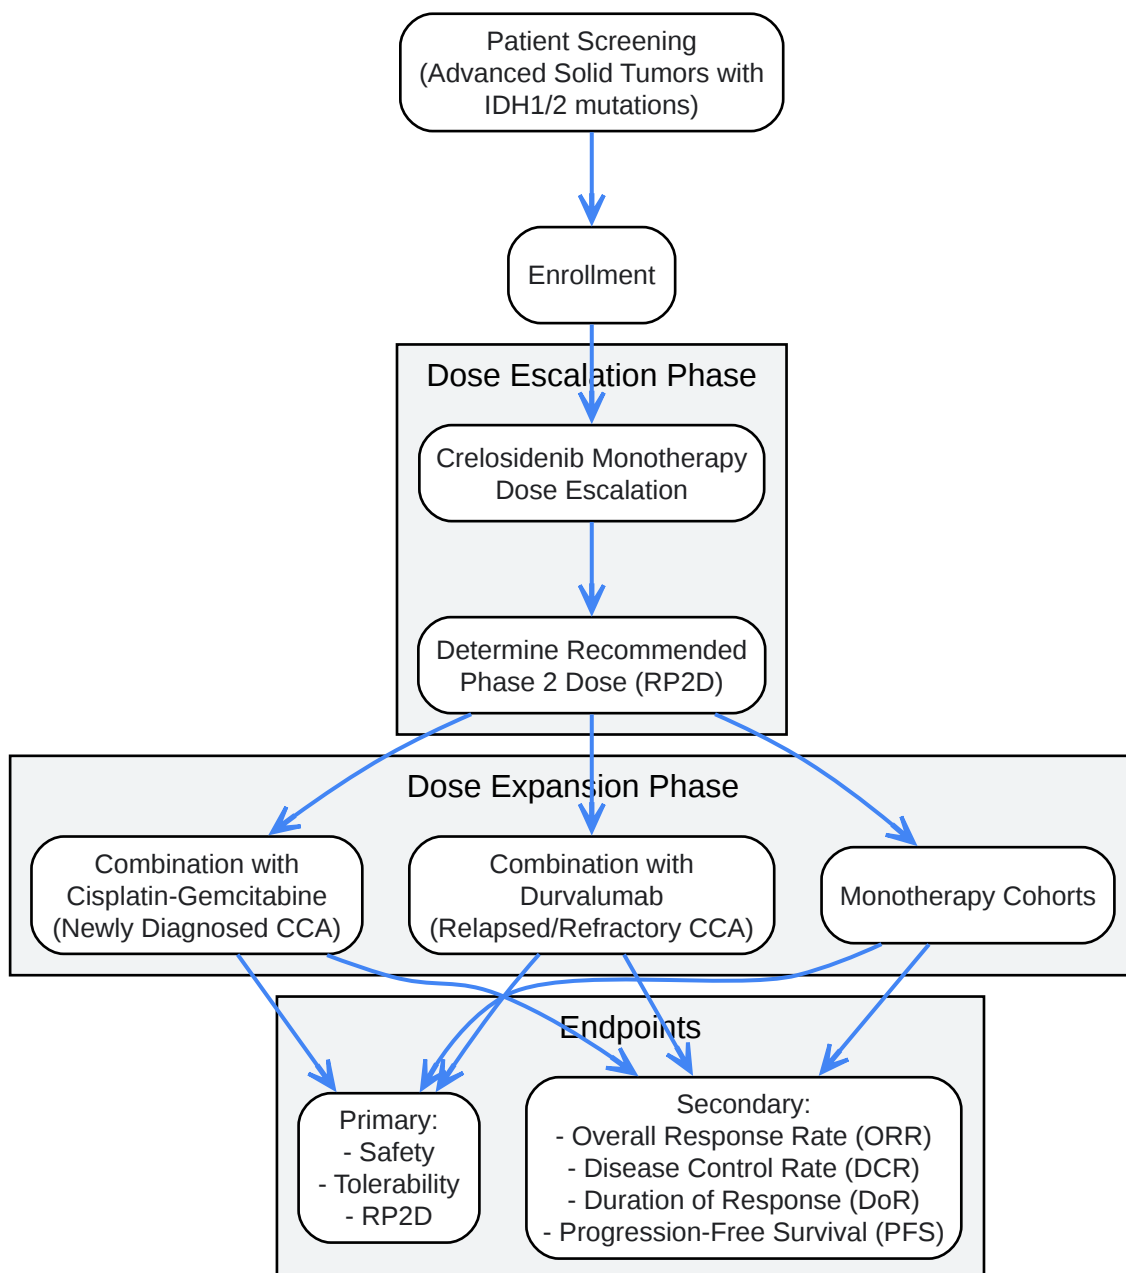 Patient Screening
(Advanced Solid Tumors with
IDH1/2 mutations)
Enrollment
Dose Escalation Phase
Crelosidenib Monotherapy
Dose Escalation
Determine Recommended
Phase 2 Dose (RP2D)
Dose Expansion Phase
Combination with
Cisplatin-Gemcitabine
(Newly Diagnosed CCA)
Combination with
Durvalumab
(Relapsed/Refractory CCA)
Monotherapy Cohorts
Endpoints
Primary:
- Safety
- Tolerability
- RP2D
Secondary:
- Overall Response Rate (ORR)
- Disease Control Rate (DCR)
- Duration of Response (DoR)
- Progression-Free Survival (PFS)